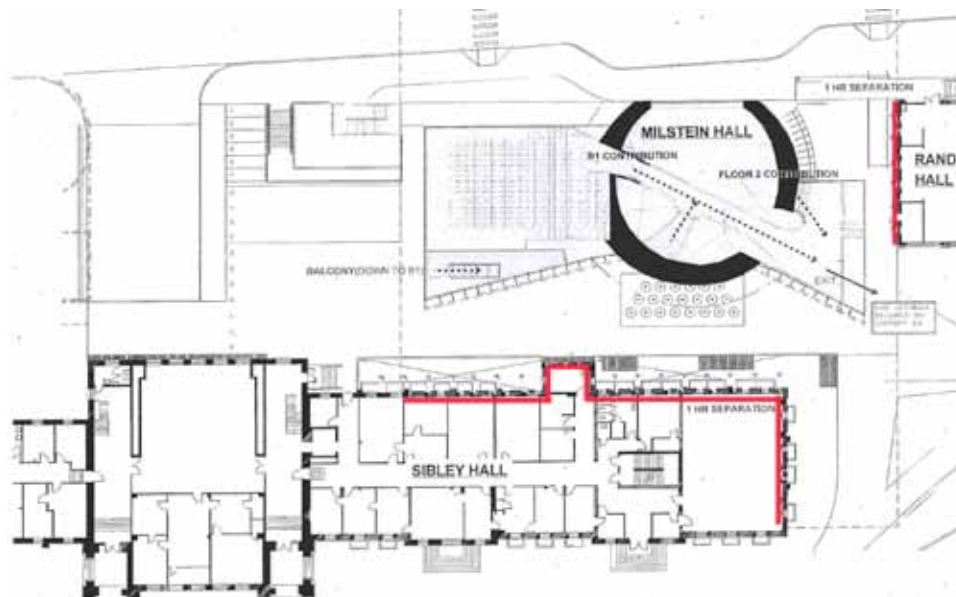 1 HR SEPARATION
MILSTEIN HALL
RAND
HALL
B1 CONTRIBUTION
FLOOR 2 CONTRIBUTION
BALCONY(DOWN TO B1)
EXIT
1 HR SEPARATION
SIBLEY HALL